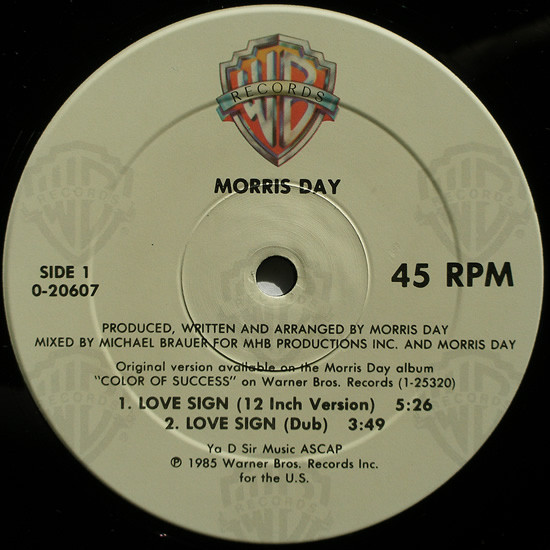 RECORDS
MORRIS DAY
SIDE 1
0-20607
45 RPM
PRODUCED, WRITTEN AND ARRANGED BY MORRIS DAY
MIXED BY MICHAEL BRAUER FOR MHB PRODUCTIONS INC. AND MORRIS DAY
Original version available on the Morris Day album
"COLOR OF SUCCESS" on Warner Bros. Records (1-25320)
1. LOVE SIGN (12 Inch Version) 5:26
2. LOVE SIGN (Dub) 3:49
Ya D Sir Music ASCAP
℗ 1985 Warner Bros. Records Inc.
for the U.S.